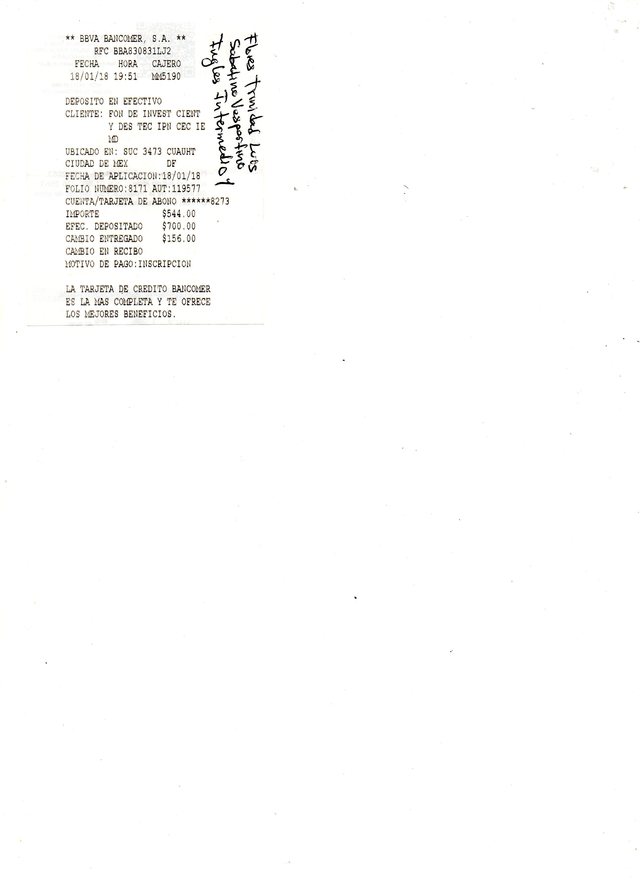 ** BBVA BANCOMER, S.A. **
RFC BBA830831LJ2
FECHA HORA CAJERO
18/01/18 19:51 MM5190
DEPOSITO EN EFECTIVO
CLIENTE: FON DE INVEST CIENT
Y DES TEC IPN CEC IE
MD
UBICADO EN: SUC 3473 CUAUHT
CIUDAD DE MEX DF
FECHA DE APLICACION:18/01/18
FOLIO NUMERO:8171 AUT:119577
CUENTA/TARJETA DE ABONO ******8273
IMPORTE $544.00
EFEC. DEPOSITADO $700.00
CAMBIO ENTREGADO $156.00
CAMBIO EN RECIBO
MOTIVO DE PAGO:INSCRIPCION
LA TARJETA DE CREDITO BANCOMER
ES LA MAS COMPLETA Y TE OFRECE
LOS MEJORES BENEFICIOS.
Flores Trinidad Luis
Sabatino Vespertino
Ingles Intermedio 4